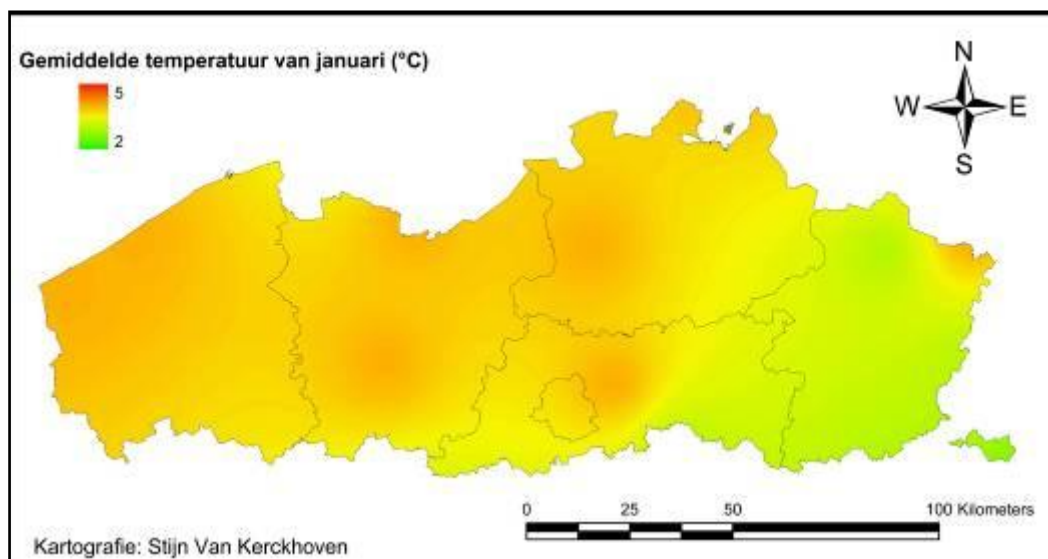 Gemiddelde temperatuur van januari (°C)
5
2
N
W E
S
0 25 50 100 Kilometers
Kartografie: Stijn Van Kerckhoven